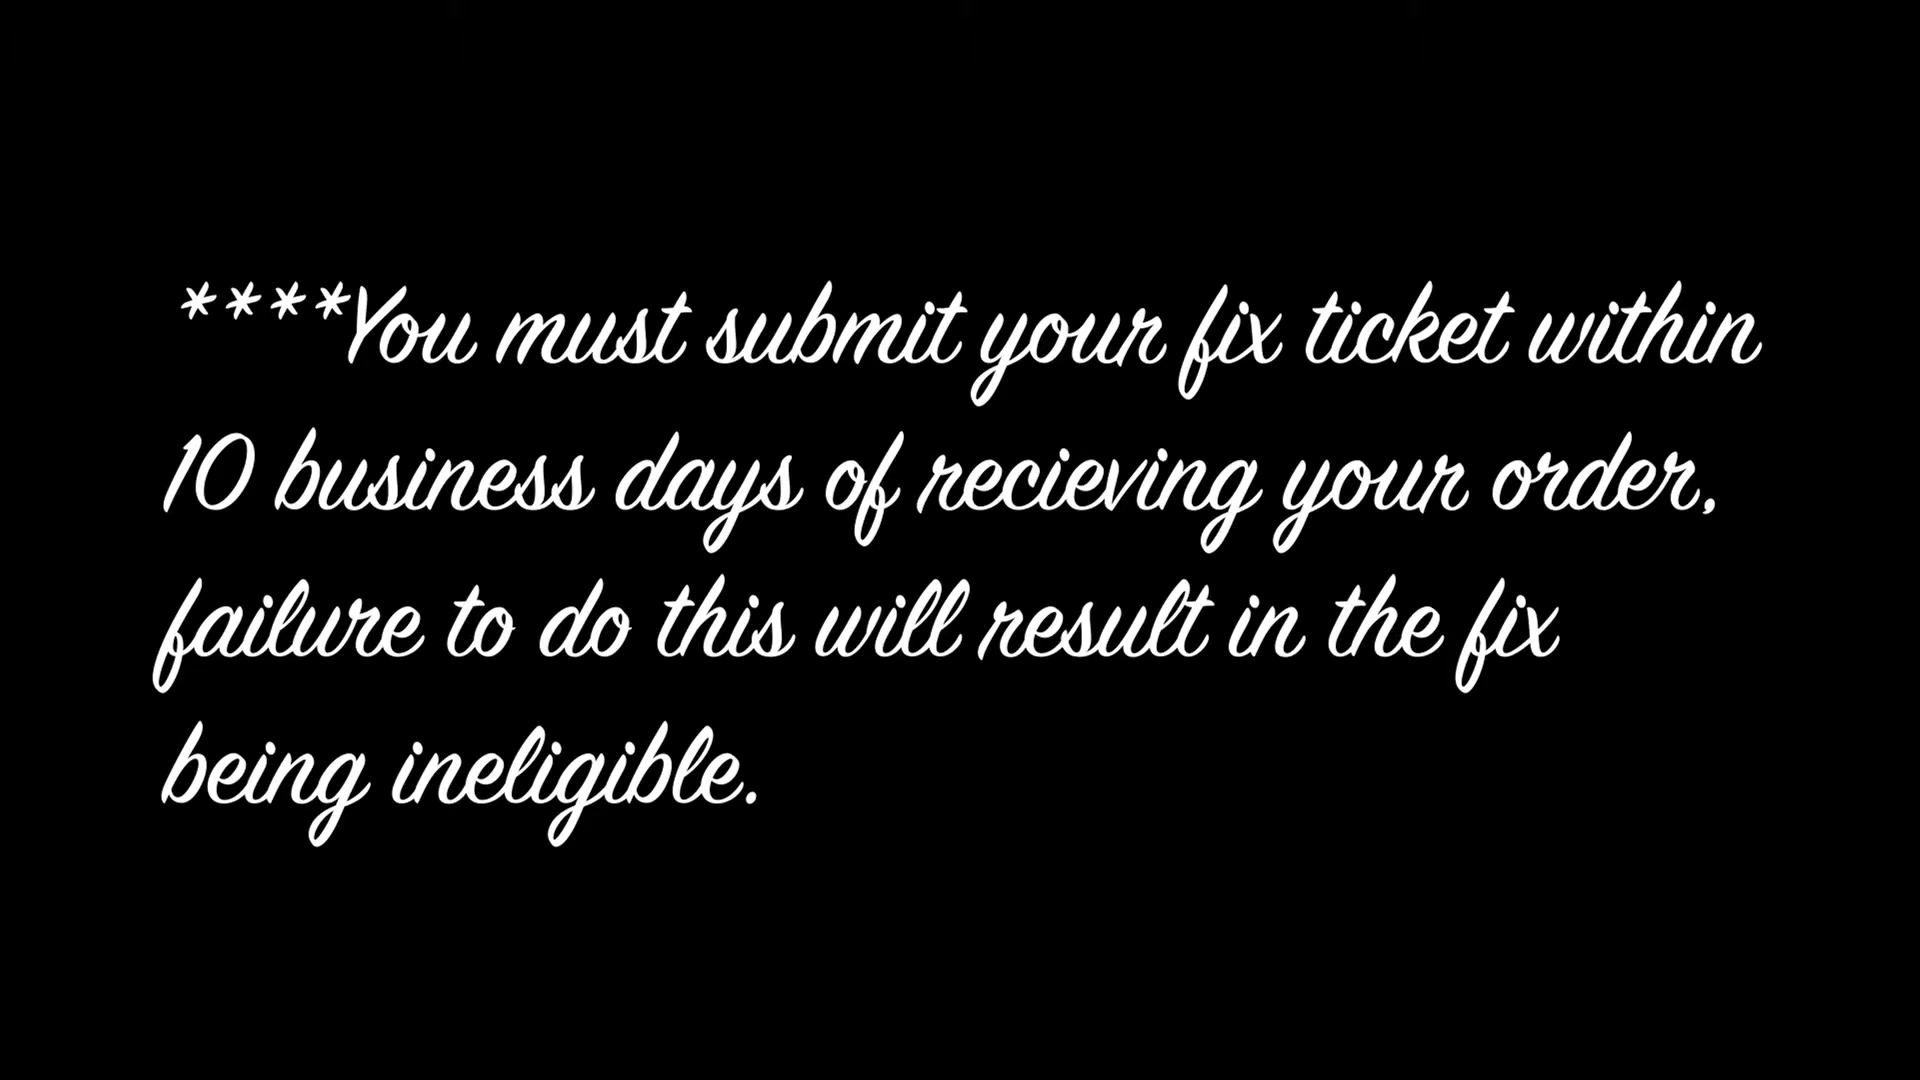 ****You must submit your fix ticket within
10 business days of recieving your order,
failure to do this will result in the fix
being ineligible.